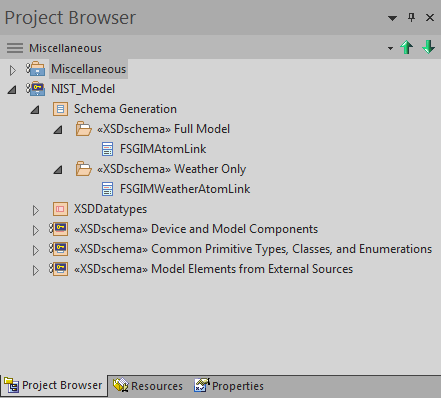 Project Browser
Miscellaneous
Miscellaneous
NIST_Model
Schema Generation
«XSDschema» Full Model
FSGIMAtomLink
«XSDschema» Weather Only
FSGIMWeatherAtomLink
XSDDatatypes
«XSDschema» Device and Model Components
«XSDschema» Common Primitive Types, Classes, and Enumerations
«XSDschema» Model Elements from External Sources
Project Browser Resources Properties